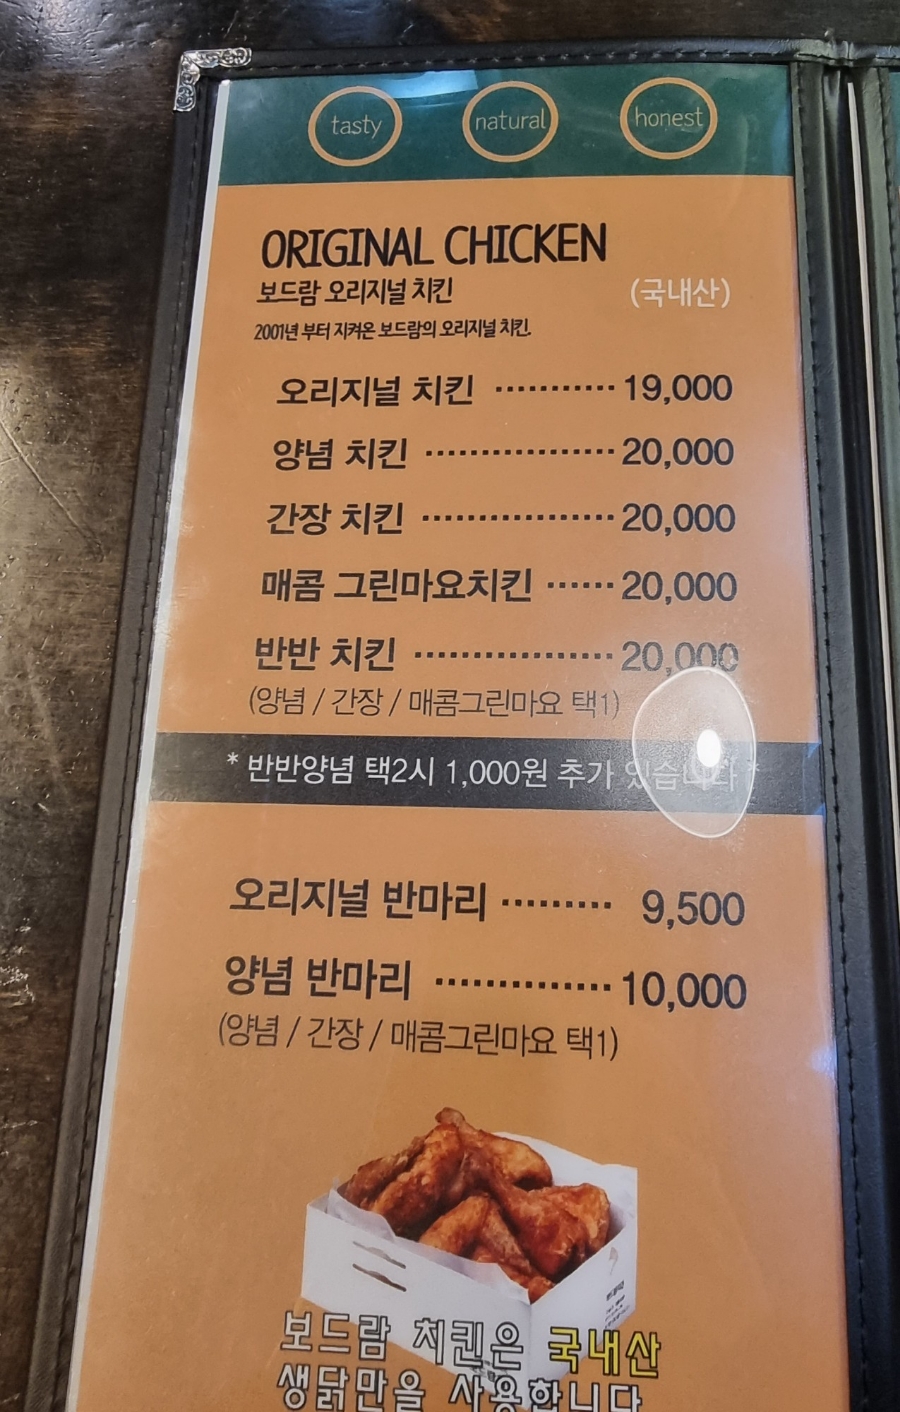 tasty natural honest
ORIGINAL CHICKEN
보드람 오리지널 치킨 (국내산)
2001년 부터 지켜온 보드람의 오리지널 치킨.
오리지널 치킨 ············ 19,000
양념 치킨 ··················· 20,000
간장 치킨 ··················· 20,000
매콤 그린마요치킨 ······ 20,000
반반 치킨 ···················· 20,000
(양념 / 간장 / 매콤그린마요 택1)
* 반반양념 택2시 1,000원 추가 있습니다 *
오리지널 반마리 ········· 9,500
양념 반마리 ··············· 10,000
(양념 / 간장 / 매콤그린마요 택1)
보드람 치킨은 국내산
생닭만을 사용합니다